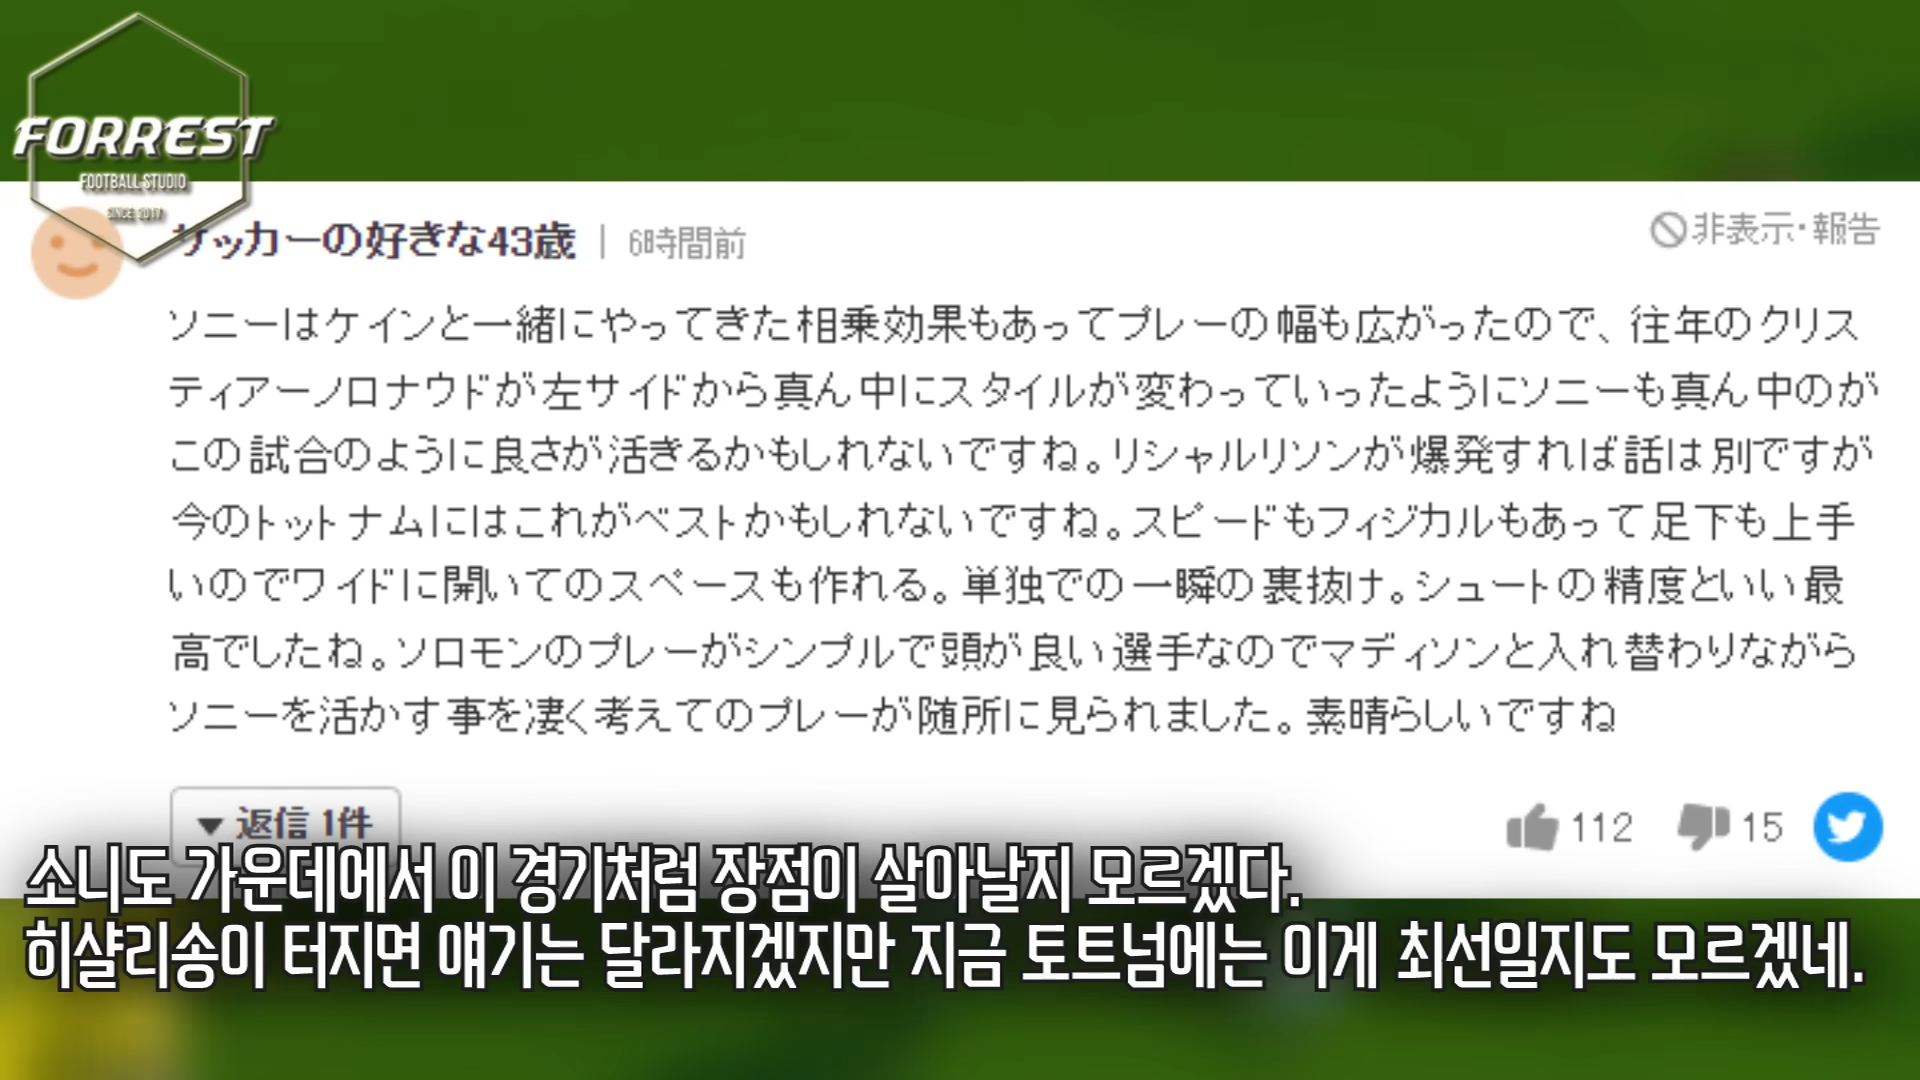 FORREST
FOOTBALL STUDIO
SINCE 2017
サッカーの好きな43歳 | 6時間前
非表示・報告
ソニーはケインと一緒にやってきた相乗効果もあってプレーの幅も広がったので、往年のクリス
ティアーノロナウドが左サイドから真ん中にスタイルが変わっていったようにソニーも真ん中のが
この試合のように良さが活きるかもしれないですね。リシャルリソンが爆発すれば話は別ですが
今のトットナムにはこれがベストかもしれないですね。スピードもフィジカルもあって足下も上手
いのでワイドに開いてのスペースも作れる。単独での一瞬の裏抜け。シュートの精度といい最
高でしたね。ソロモンのプレーがシンプルで頭が良い選手なのでマディソンと入れ替わりながら
ソニーを活かす事を凄く考えてのプレーが随所に見られました。素晴らしいですね
▼ 返信 1件
112 15
소니도 가운데에서 이 경기처럼 장점이 살아날지 모르겠다.
히샬리송이 터지면 얘기는 달라지겠지만 지금 토트넘에는 이게 최선일지도 모르겠네.